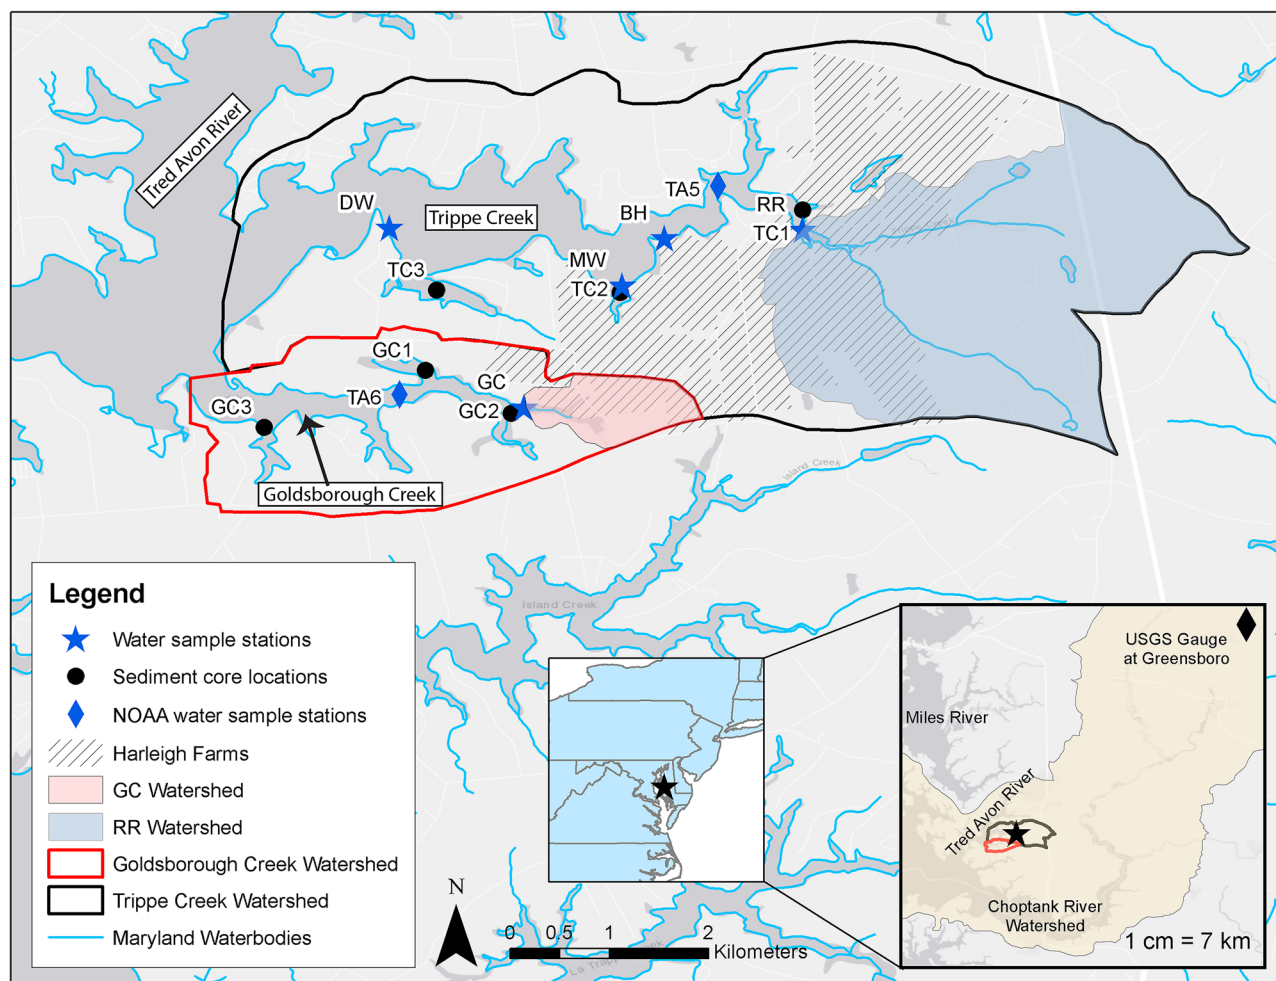 Tred Avon River
DW
Trippe Creek
TA5
BH
RR
TC1
MW
TC2
TC3
GC1
GC
TA6
GC2
GC3
Goldsborough Creek
Island Creek
Island Creek
Legend
Water sample stations
Sediment core locations
NOAA water sample stations
Harleigh Farms
GC Watershed
RR Watershed
Goldsborough Creek Watershed
Trippe Creek Watershed
Maryland Waterbodies
N
0 0.5 1 2
Kilometers
USGS Gauge
at Greensboro
Miles River
Tred Avon River
Choptank River
Watershed
1 cm = 7 km